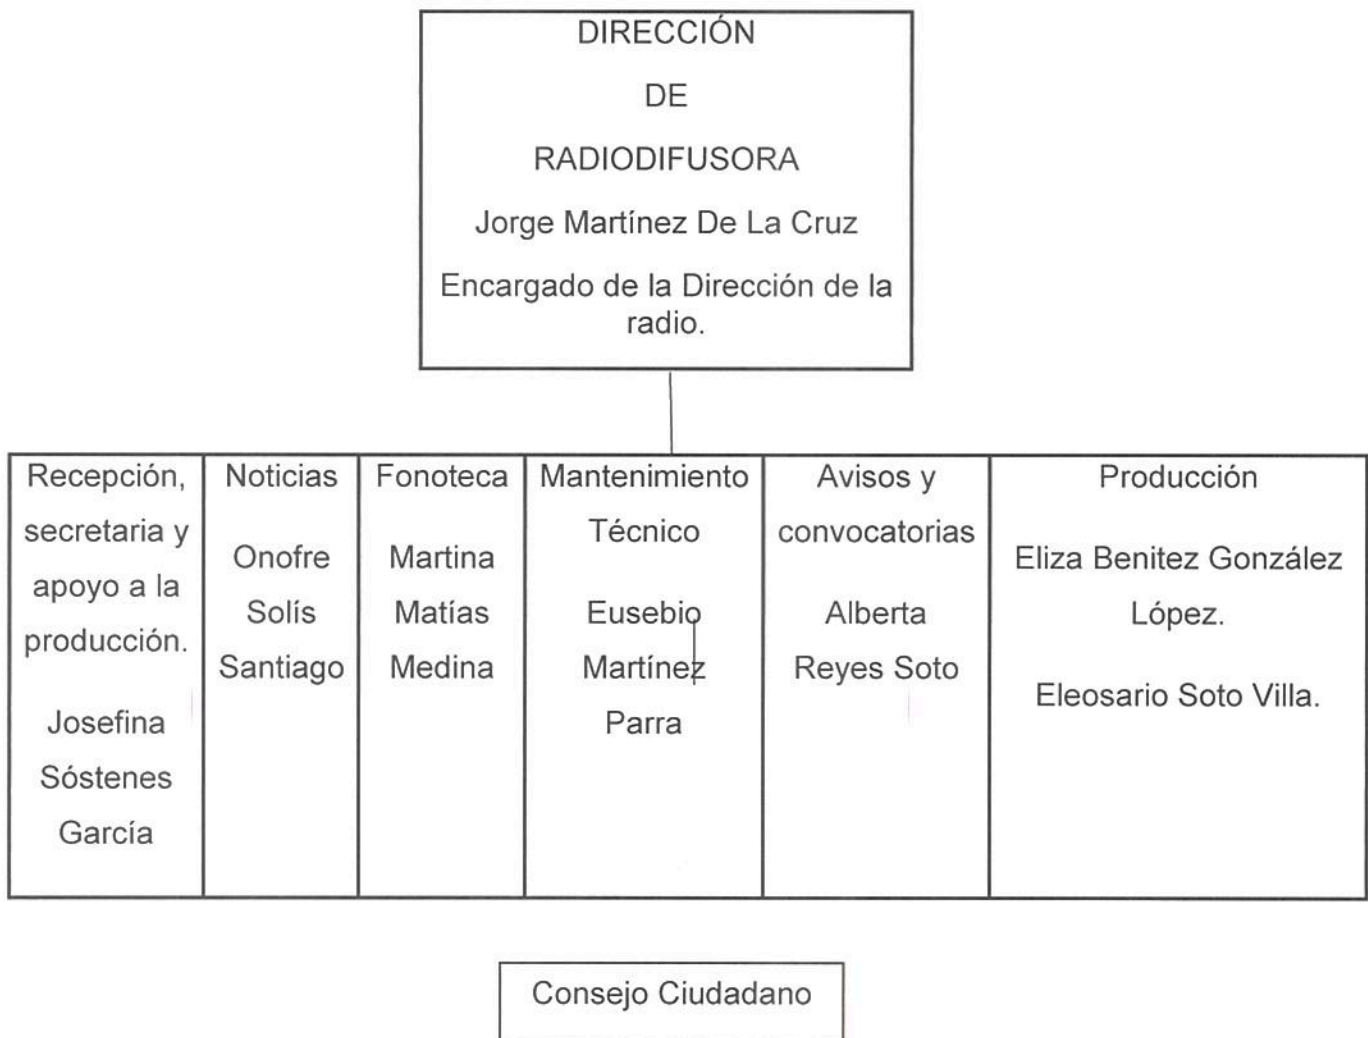 DIRECCIÓN
DE
RADIODIFUSORA
Jorge Martínez De La Cruz
Encargado de la Dirección de la
radio.
Recepción,
secretaria y
apoyo a la
producción.
Josefina
Sóstenes
García
Noticias
Onofre
Solís
Santiago
Fonoteca
Martina
Matías
Medina
Mantenimiento
Técnico
Eusebio
Martínez
Parra
Avisos y
convocatorias
Alberta
Reyes Soto
Producción
Eliza Benitez González
López.
Eleosario Soto Villa.
Consejo Ciudadano